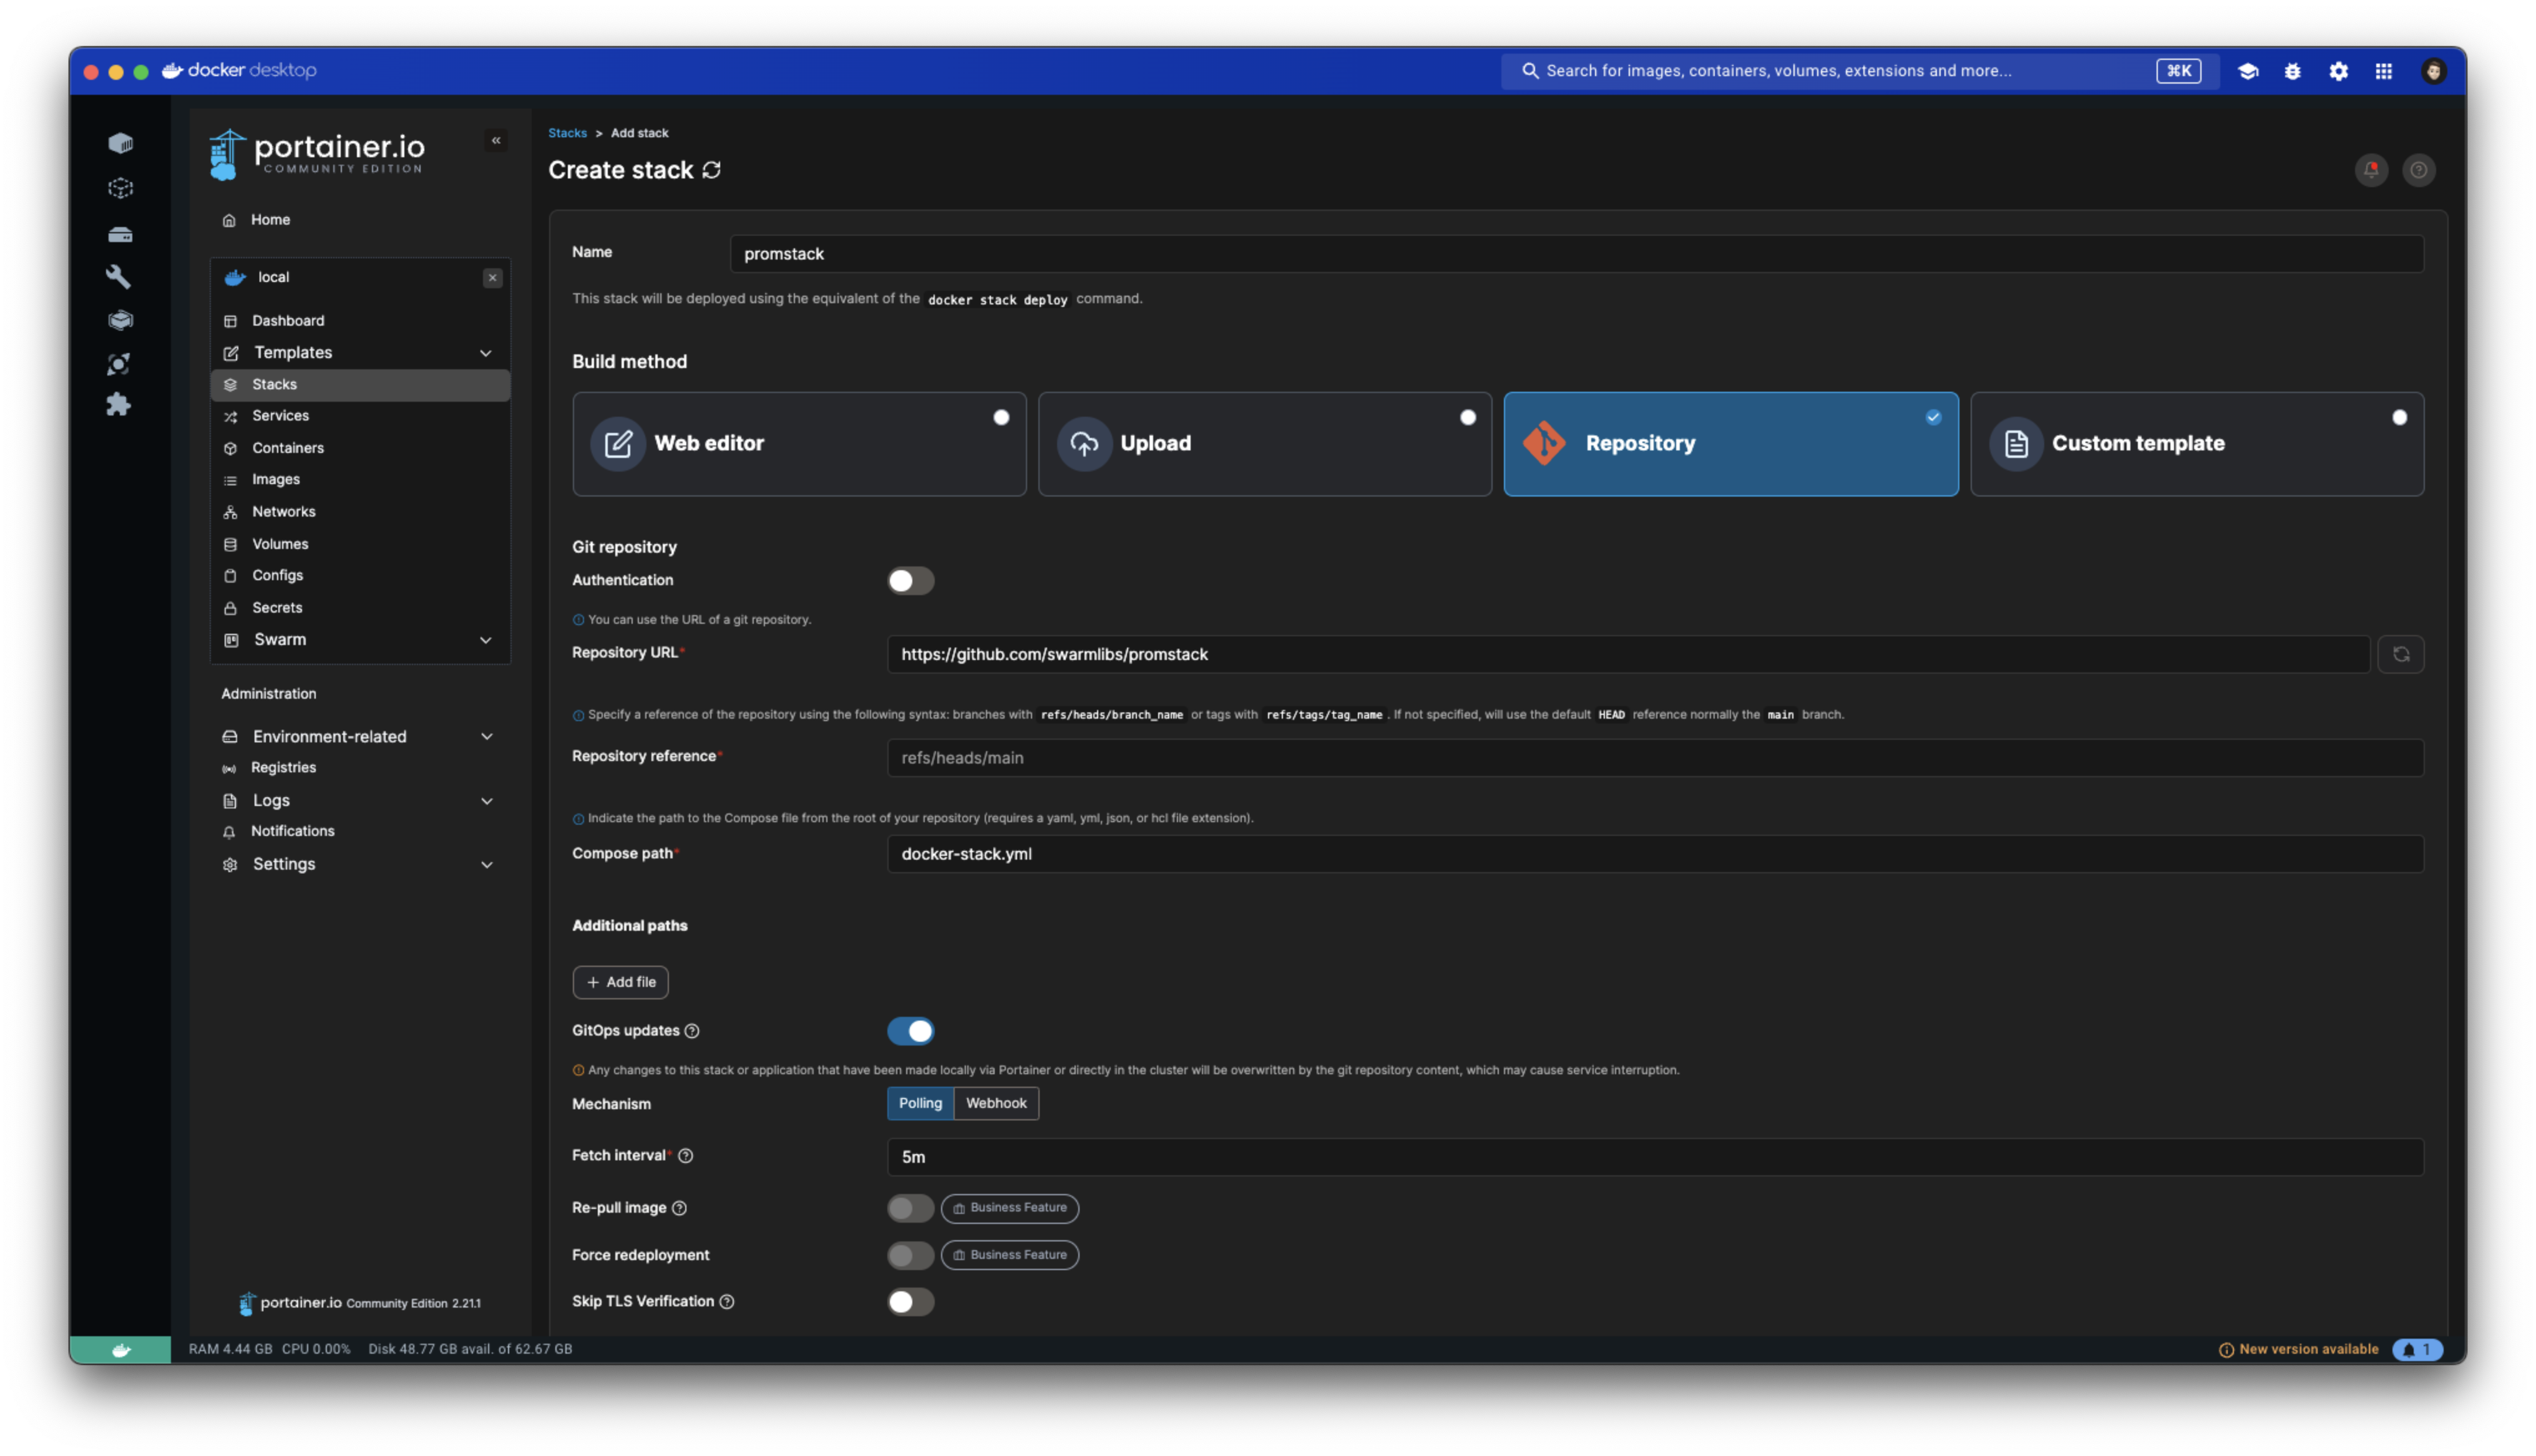 docker desktop
Search for images, containers, volumes, extensions and more...
⌘K
portainer.io
COMMUNITY EDITION
Home
local
Dashboard
Templates
Stacks
Services
Containers
Images
Networks
Volumes
Configs
Secrets
Swarm
Administration
Environment-related
Registries
Logs
Notifications
Settings
portainer.io Community Edition 2.21.1
Stacks > Add stack
Create stack
Name
promstack
This stack will be deployed using the equivalent of the docker stack deploy command.
Build method
Web editor
Upload
Repository
Custom template
Git repository
Authentication
You can use the URL of a git repository.
Repository URL*
https://github.com/swarmlibs/promstack
Specify a reference of the repository using the following syntax: branches with refs/heads/branch_name or tags with refs/tags/tag_name. If not specified, will use the default HEAD reference normally the main branch.
Repository reference*
refs/heads/main
Indicate the path to the Compose file from the root of your repository (requires a yaml, yml, json, or hcl file extension).
Compose path*
docker-stack.yml
Additional paths
+ Add file
GitOps updates
Any changes to this stack or application that have been made locally via Portainer or directly in the cluster will be overwritten by the git repository content, which may cause service interruption.
Mechanism
Polling
Webhook
Fetch interval*
5m
Re-pull image
Business Feature
Force redeployment
Business Feature
Skip TLS Verification
RAM 4.44 GB CPU 0.00% Disk 48.77 GB avail. of 62.67 GB
New version available
1